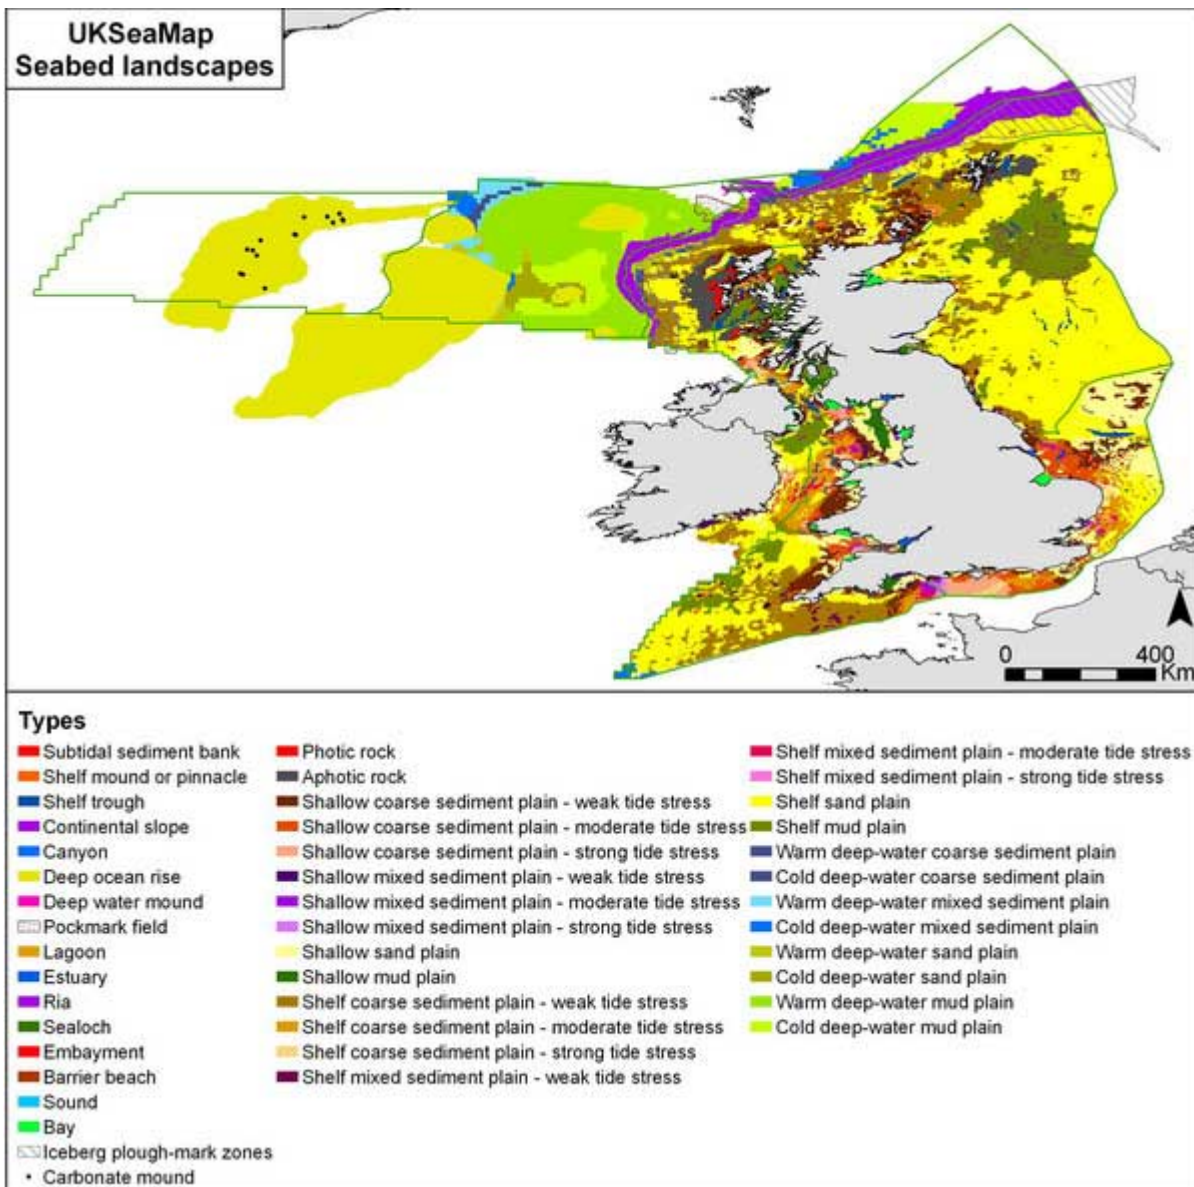 UKSeaMap
Seabed landscapes
N
0 400
Km
Types
Subtidal sediment bank
Shelf mound or pinnacle
Shelf trough
Continental slope
Canyon
Deep ocean rise
Deep water mound
Pockmark field
Lagoon
Estuary
Ria
Sealoch
Embayment
Barrier beach
Sound
Bay
Iceberg plough-mark zones
Carbonate mound
Photic rock
Aphotic rock
Shallow coarse sediment plain - weak tide stress
Shallow coarse sediment plain - moderate tide stress
Shallow coarse sediment plain - strong tide stress
Shallow mixed sediment plain - weak tide stress
Shallow mixed sediment plain - moderate tide stress
Shallow mixed sediment plain - strong tide stress
Shallow sand plain
Shallow mud plain
Shelf coarse sediment plain - weak tide stress
Shelf coarse sediment plain - moderate tide stress
Shelf coarse sediment plain - strong tide stress
Shelf mixed sediment plain - weak tide stress
Shelf mixed sediment plain - moderate tide stress
Shelf mixed sediment plain - strong tide stress
Shelf sand plain
Shelf mud plain
Warm deep-water coarse sediment plain
Cold deep-water coarse sediment plain
Warm deep-water mixed sediment plain
Cold deep-water mixed sediment plain
Warm deep-water sand plain
Cold deep-water sand plain
Warm deep-water mud plain
Cold deep-water mud plain